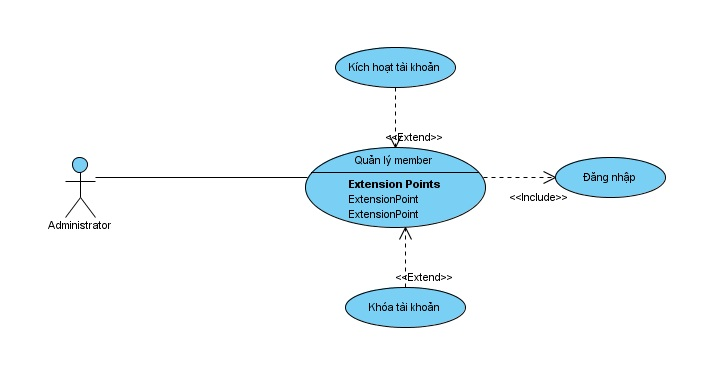 Kích hoạt tài khoản
<<Extend>>
Quản lý member
Extension Points
ExtensionPoint
ExtensionPoint
Đăng nhập
<<Include>>
Administrator
<<Extend>>
Khóa tài khoản